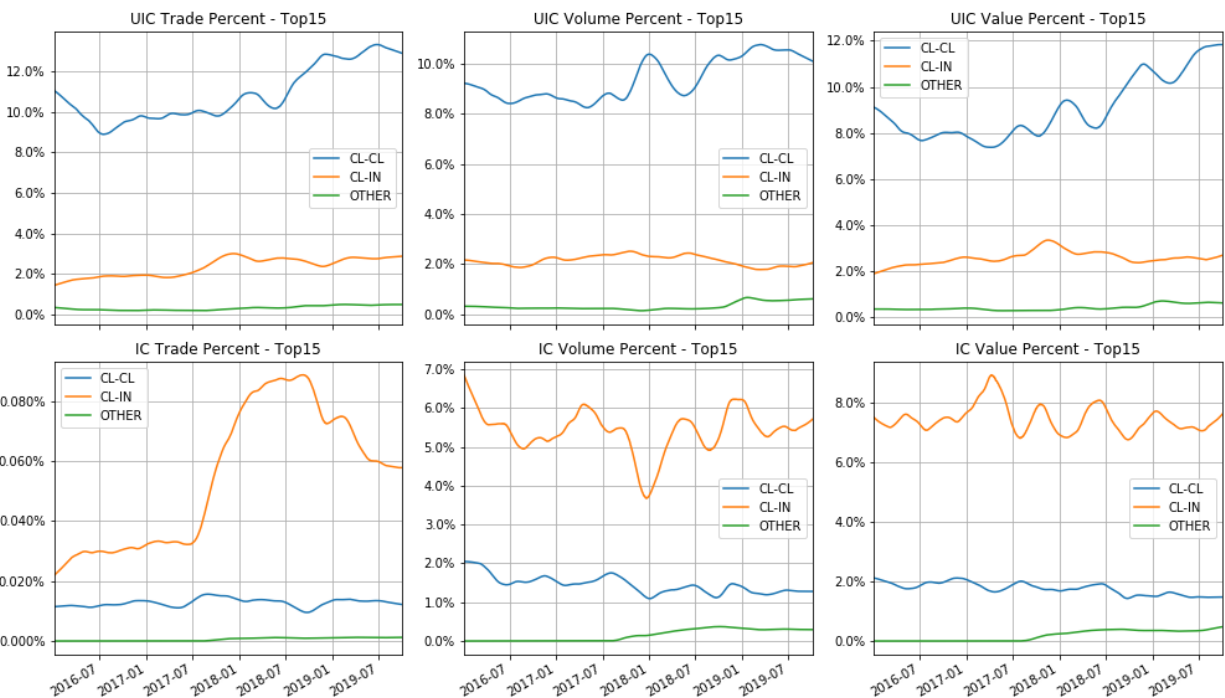 UIC Trade Percent - Top15
12.0%
10.0%
8.0%
6.0%
4.0%
2.0%
0.0%
CL-CL
CL-IN
OTHER
UIC Volume Percent - Top15
10.0%
8.0%
6.0%
4.0%
2.0%
0.0%
CL-CL
CL-IN
OTHER
UIC Value Percent - Top15
12.0%
10.0%
8.0%
6.0%
4.0%
2.0%
0.0%
CL-CL
CL-IN
OTHER
IC Trade Percent - Top15
0.080%
0.060%
0.040%
0.020%
0.000%
CL-CL
CL-IN
OTHER
2016-07
2017-01
2017-07
2018-01
2018-07
2019-01
2019-07
IC Volume Percent - Top15
7.0%
6.0%
5.0%
4.0%
3.0%
2.0%
1.0%
0.0%
CL-CL
CL-IN
OTHER
2016-07
2017-01
2017-07
2018-01
2018-07
2019-01
2019-07
IC Value Percent - Top15
8.0%
6.0%
4.0%
2.0%
0.0%
CL-CL
CL-IN
OTHER
2016-07
2017-01
2017-07
2018-01
2018-07
2019-01
2019-07